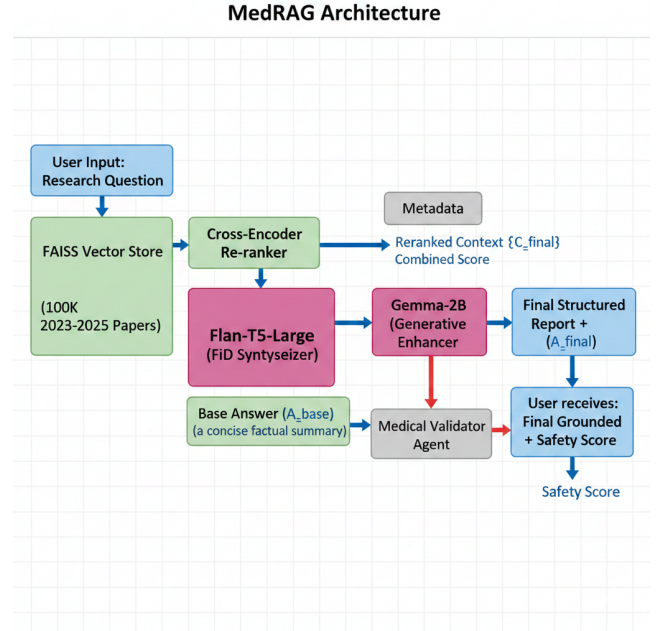 MedRAG Architecture
User Input:
Research Question
FAISS Vector Store
(100K
2023-2025 Papers)
Cross-Encoder
Re-ranker
Metadata
Reranked Context {C_final}
Combined Score
Flan-T5-Large
(FiD Syntyseizer)
Gemma-2B
(Generative
Enhancer
Final Structured
Report +
(A_final)
Base Answer (A_base)
(a concise factual summary)
Medical Validator
Agent
User receives:
Final Grounded
+ Safety Score
Safety Score